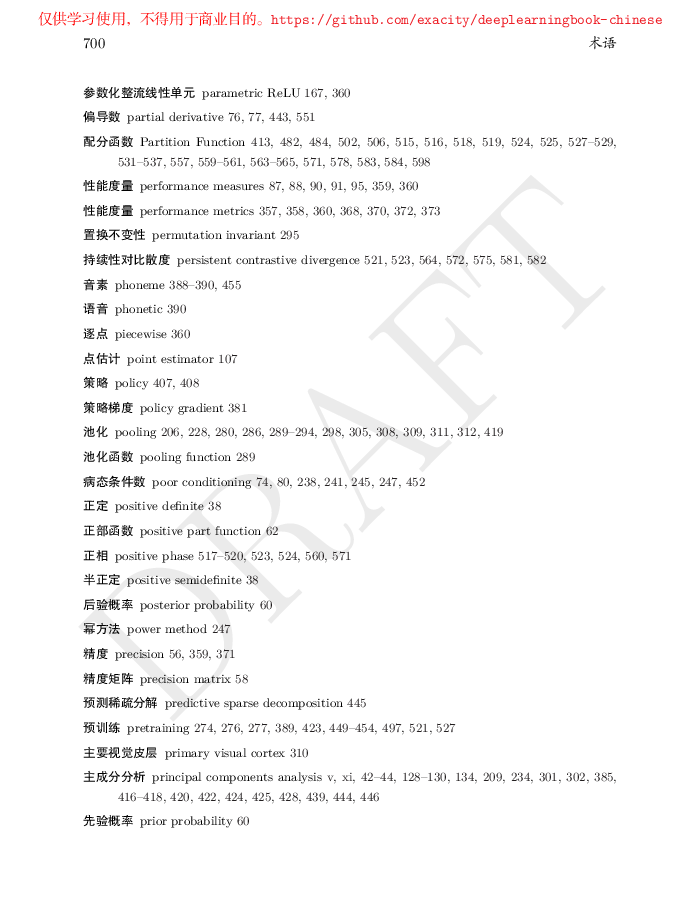 仅供学习使用，不得用于商业目的。https://github.com/exacity/deeplearningbook-chinese
700 术语
参数化整流线性单元 parametric ReLU 167, 360
偏导数 partial derivative 76, 77, 443, 551
配分函数 Partition Function 413, 482, 484, 502, 506, 515, 516, 518, 519, 524, 525, 527–529,
531–537, 557, 559–561, 563–565, 571, 578, 583, 584, 598
性能度量 performance measures 87, 88, 90, 91, 95, 359, 360
性能度量 performance metrics 357, 358, 360, 368, 370, 372, 373
置换不变性 permutation invariant 295
持续性对比散度 persistent contrastive divergence 521, 523, 564, 572, 575, 581, 582
音素 phoneme 388–390, 455
语音 phonetic 390
逐点 piecewise 360
点估计 point estimator 107
策略 policy 407, 408
策略梯度 policy gradient 381
池化 pooling 206, 228, 280, 286, 289–294, 298, 305, 308, 309, 311, 312, 419
池化函数 pooling function 289
病态条件数 poor conditioning 74, 80, 238, 241, 245, 247, 452
正定 positive definite 38
正部函数 positive part function 62
正相 positive phase 517–520, 523, 524, 560, 571
半正定 positive semidefinite 38
后验概率 posterior probability 60
幂方法 power method 247
精度 precision 56, 359, 371
精度矩阵 precision matrix 58
预测稀疏分解 predictive sparse decomposition 445
预训练 pretraining 274, 276, 277, 389, 423, 449–454, 497, 521, 527
主要视觉皮层 primary visual cortex 310
主成分分析 principal components analysis v, xi, 42–44, 128–130, 134, 209, 234, 301, 302, 385,
416–418, 420, 422, 424, 425, 428, 439, 444, 446
先验概率 prior probability 60
DRAFT